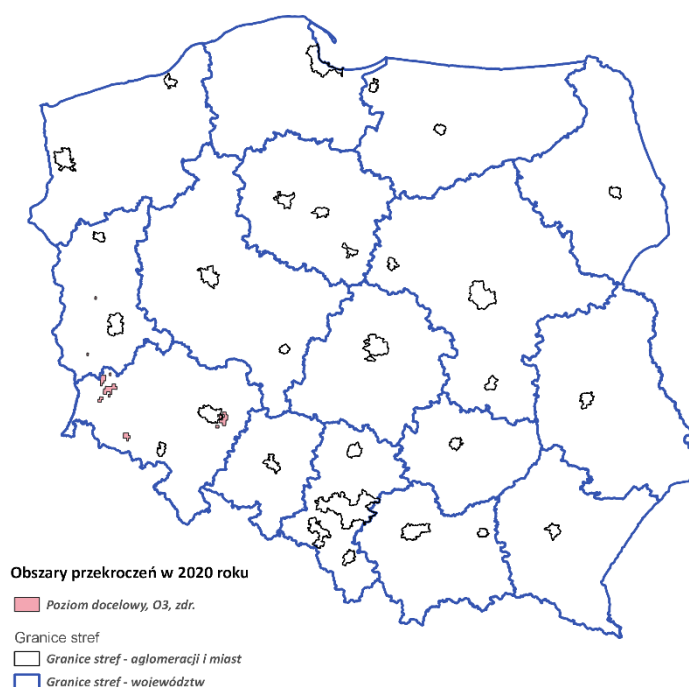 Obszary przekroczeń w 2020 roku
Poziom docelowy, O3, zdr.
Granice stref
Granice stref - aglomeracji i miast
Granice stref - województw